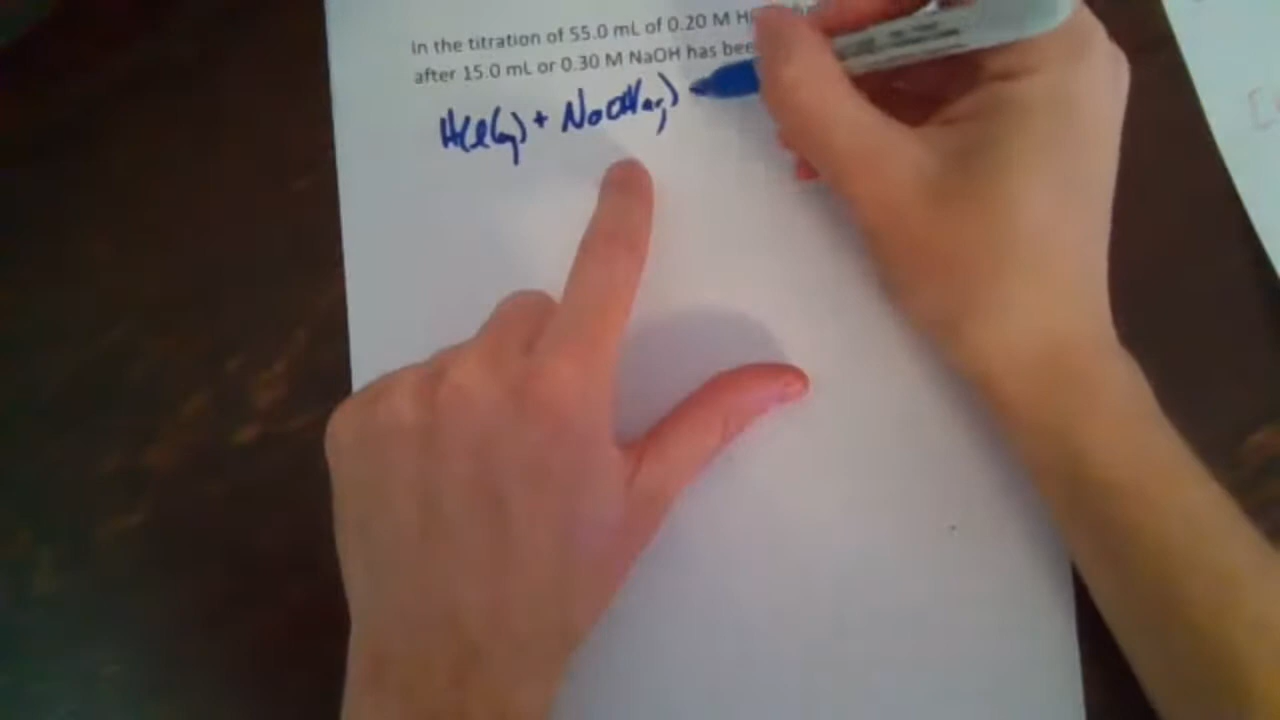 In the titration of 55.0 mL of 0.20 M
after 15.0 mL or 0.30 M NaOH has
HCl(aq) + NaOH(aq)